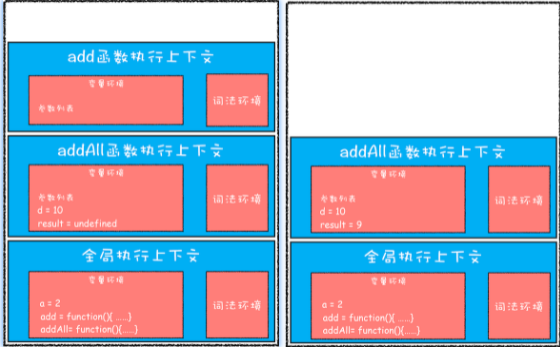 add函数执行上下文
变量环境
参数列表
词法环境
addAll函数执行上下文
变量环境
参数列表
d = 10
result = undefined
词法环境
全局执行上下文
变量环境
a = 2
add = function(){ ......}
addAll= function(){......}
词法环境
addAll函数执行上下文
变量环境
参数列表
d = 10
result = 9
词法环境
全局执行上下文
变量环境
a = 2
add = function(){ ......}
addAll= function(){......}
词法环境